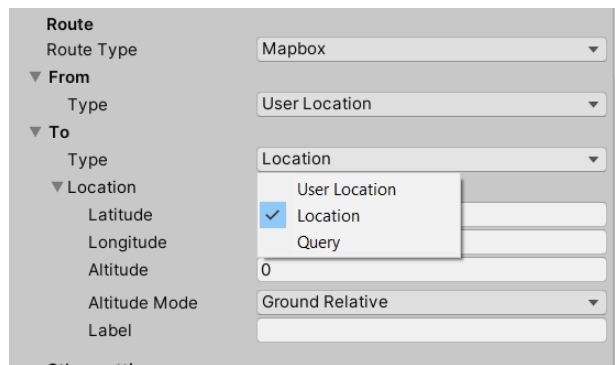 Route
Route Type Mapbox
From
Type User Location
To
Type Location
Location User Location
Latitude Location
Longitude Query
Altitude 0
Altitude Mode Ground Relative
Label